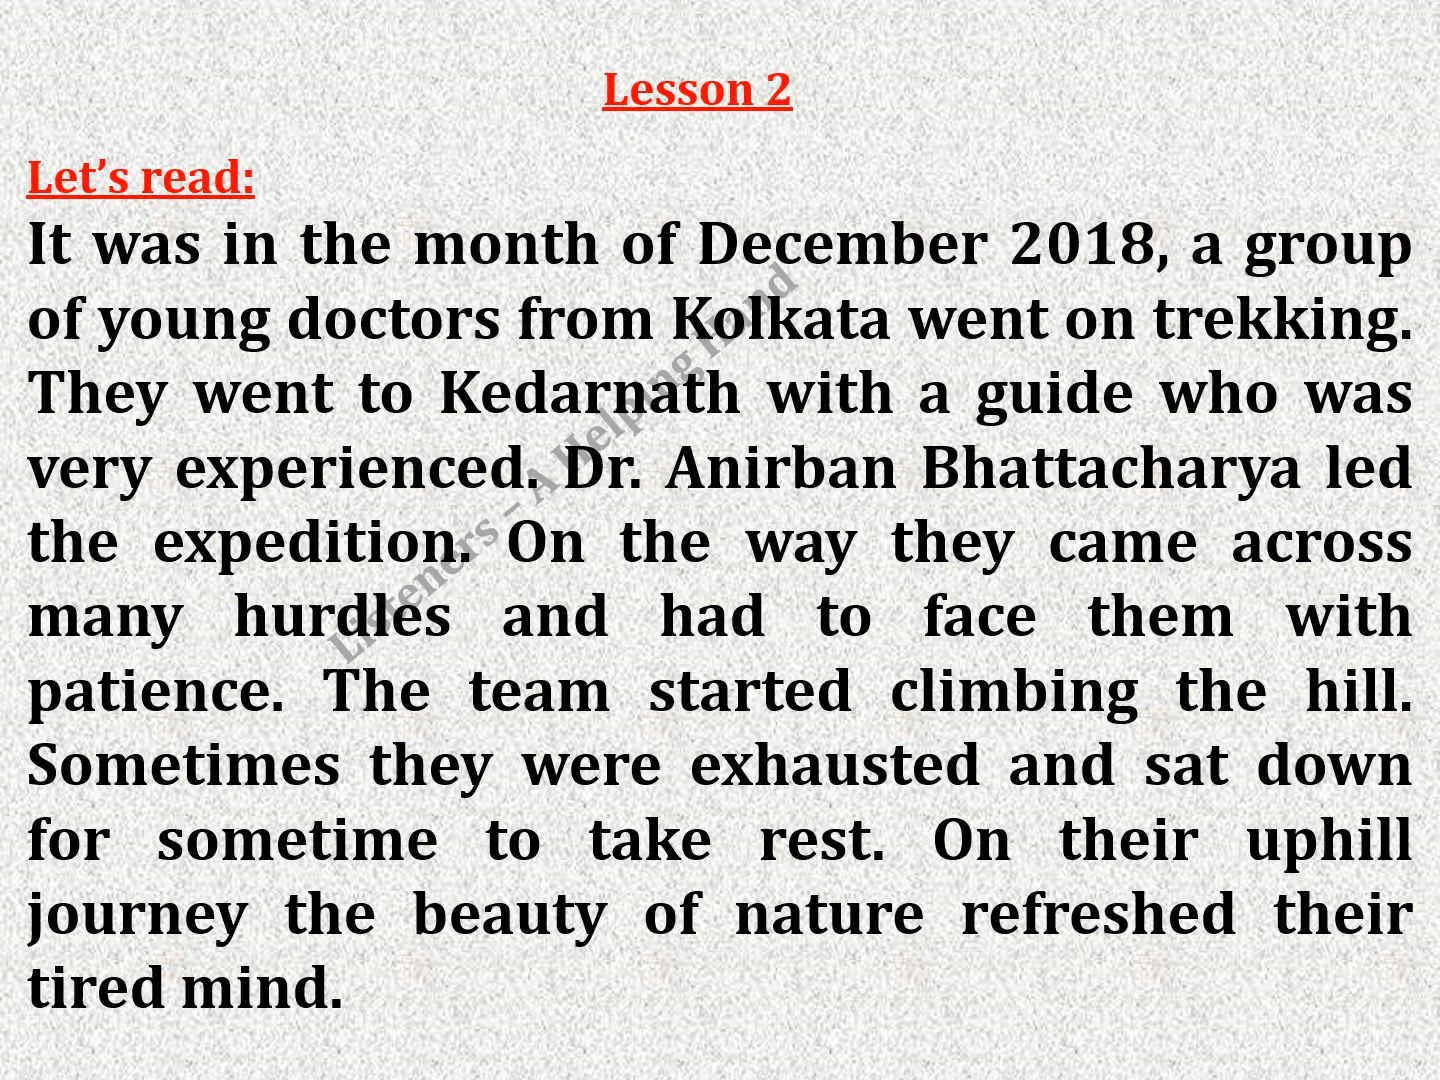 Lesson 2
Let’s read:
It was in the month of December 2018, a group
of young doctors from Kolkata went on trekking.
They went to Kedarnath with a guide who was
very experienced. Dr. Anirban Bhattacharya led
the expedition. On the way they came across
many hurdles and had to face them with
patience. The team started climbing the hill.
Sometimes they were exhausted and sat down
for sometime to take rest. On their uphill
journey the beauty of nature refreshed their
tired mind.
Listeners – A Helping Hand